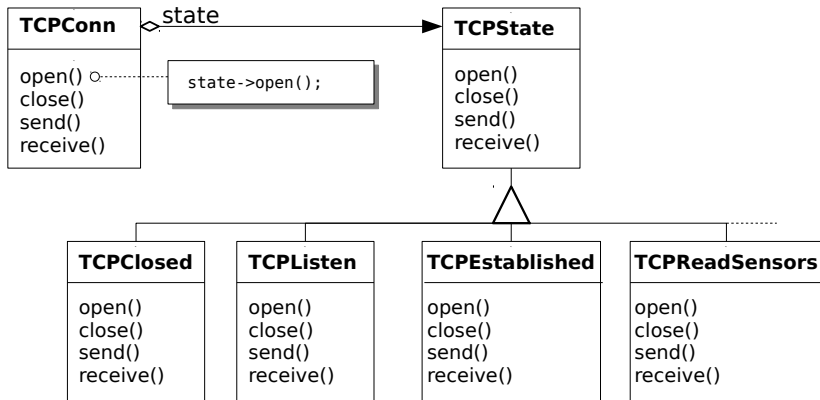 TCPConn
open()
close()
send()
receive()
state
state->open();
TCPState
open()
close()
send()
receive()
TCPClosed
open()
close()
send()
receive()
TCPListen
open()
close()
send()
receive()
TCPEstablished
open()
close()
send()
receive()
TCPReadSensors
open()
close()
send()
receive()